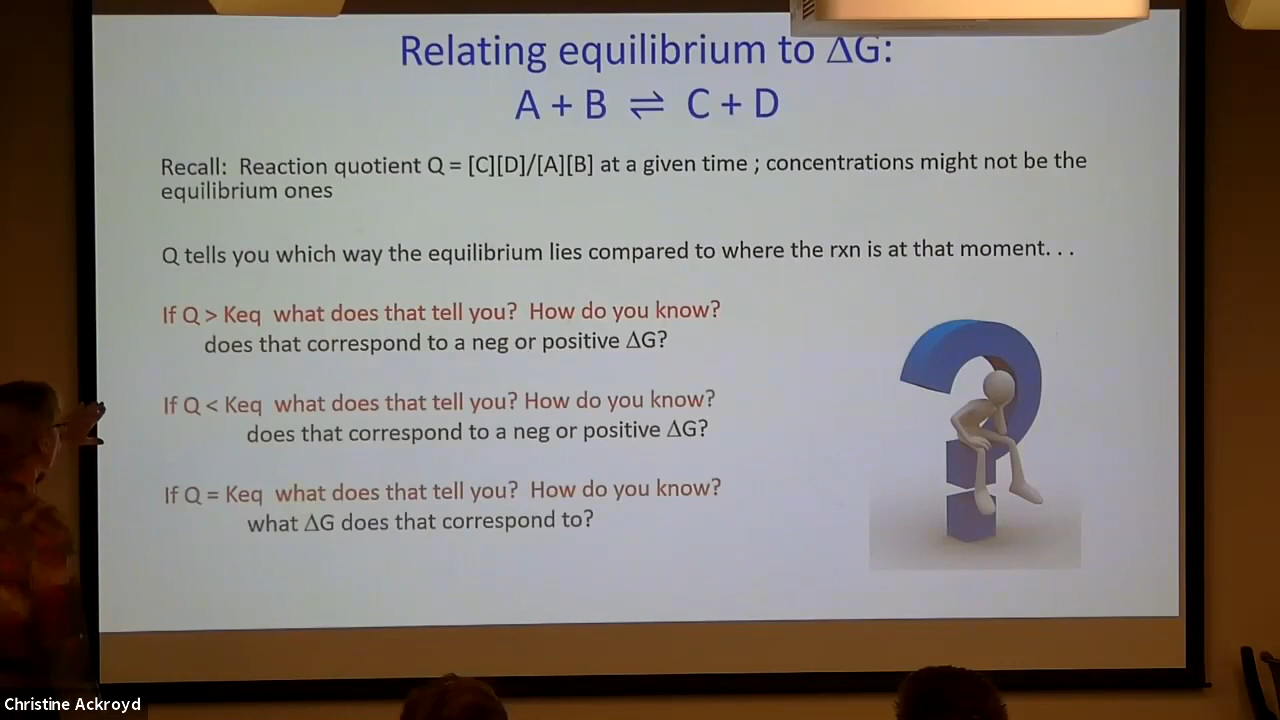 Relating equilibrium to ΔG:
A + B ⇌ C + D
Recall: Reaction quotient Q = [C][D]/[A][B] at a given time ; concentrations might not be the
equilibrium ones
Q tells you which way the equilibrium lies compared to where the rxn is at that moment. . .
If Q > Keq what does that tell you? How do you know?
does that correspond to a neg or positive ΔG?
If Q < Keq what does that tell you? How do you know?
does that correspond to a neg or positive ΔG?
If Q = Keq what does that tell you? How do you know?
what ΔG does that correspond to?
Christine Ackroyd